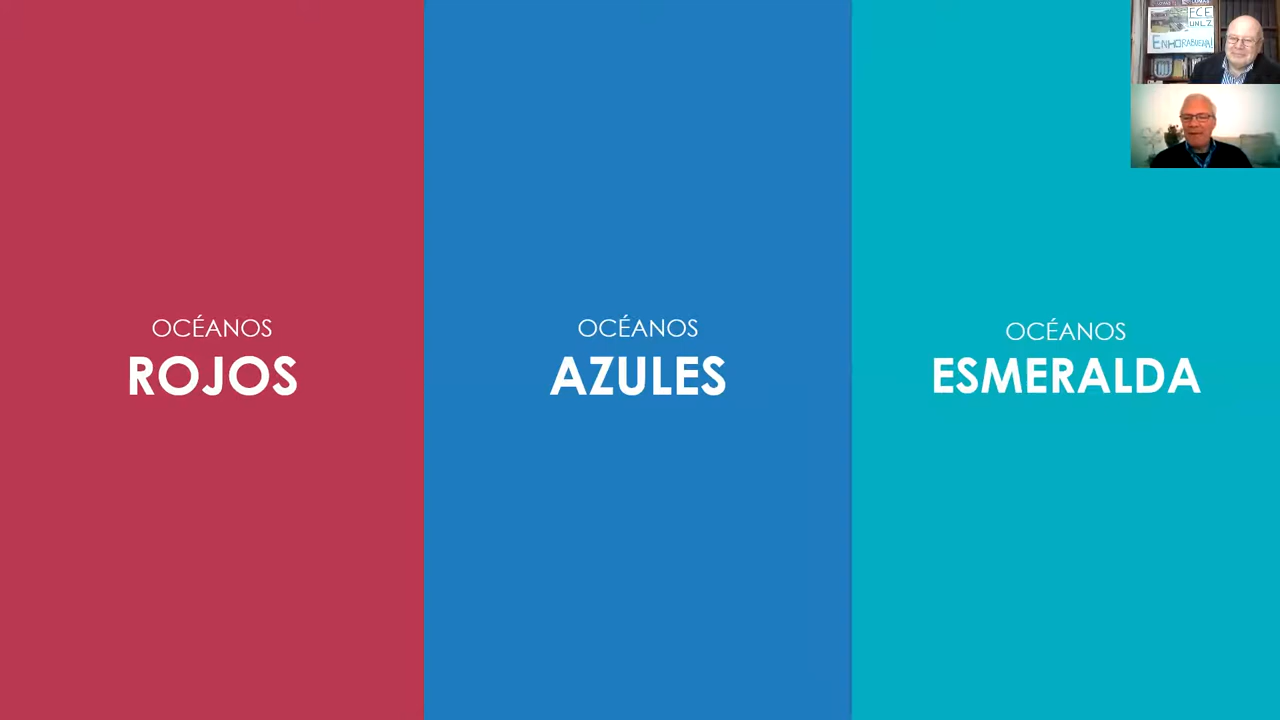 OCÉANOS
ROJOS
OCÉANOS
AZULES
OCÉANOS
ESMERALDA
FCE
UNLZ
ENHORABUENA!